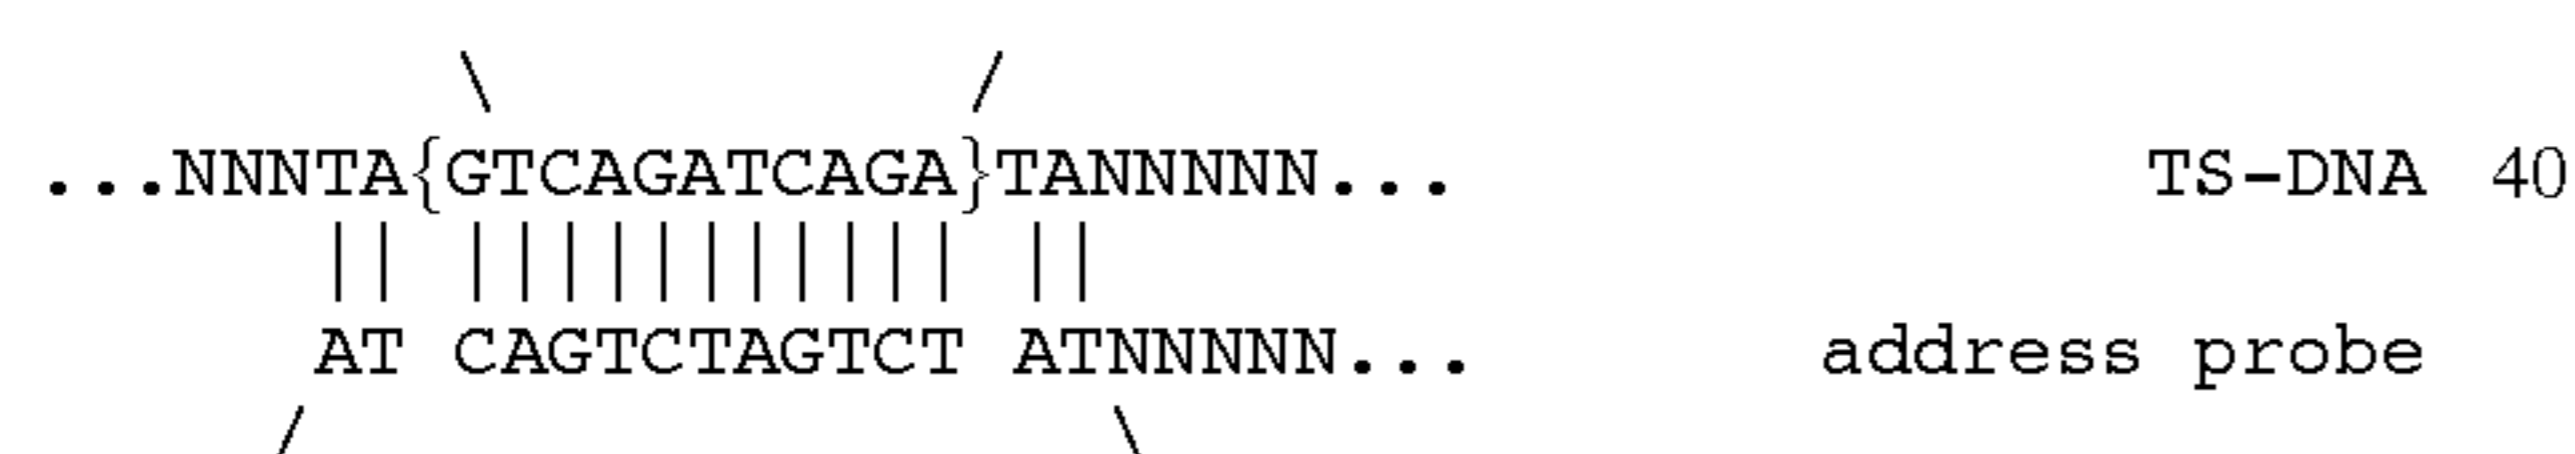 \ /
...NNNTA{GTCAGATCAGA}TANNNNN... TS-DNA 40
|| ||||||||||| ||
AT CAGTCTAGTCT ATNNNNN... address probe
/ \